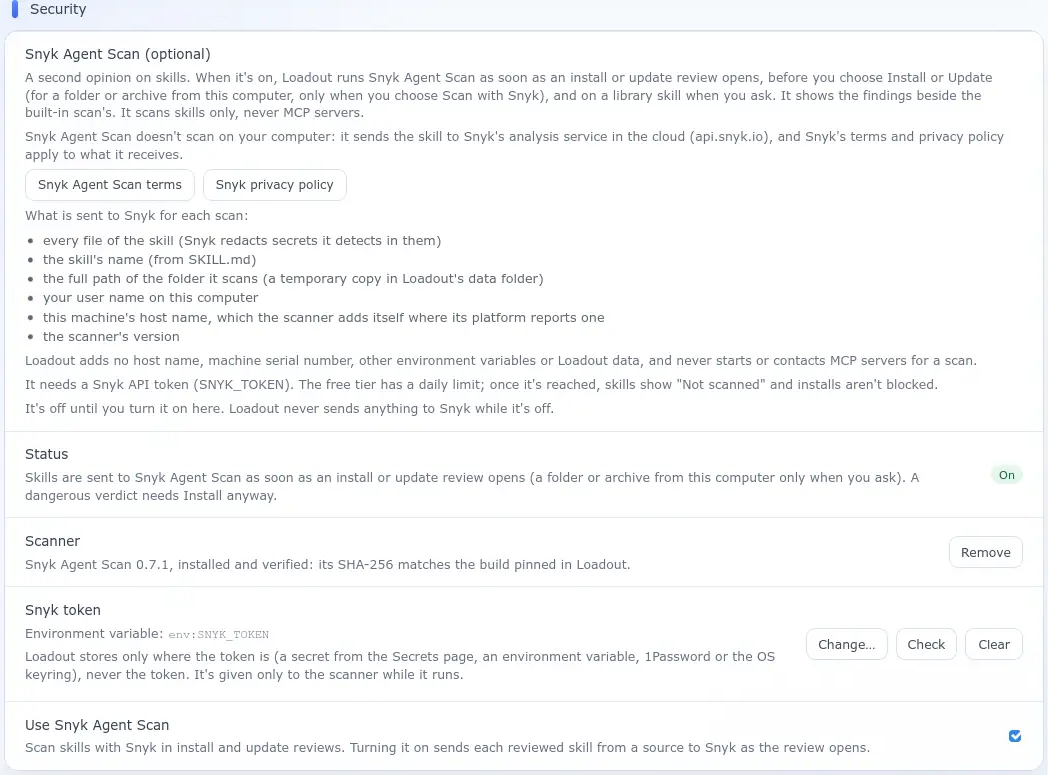 Security
Snyk Agent Scan (optional)
A second opinion on skills. When it's on, Loadout runs Snyk Agent Scan as soon as an install or update review opens, before you choose Install or Update
(for a folder or archive from this computer, only when you choose Scan with Snyk), and on a library skill when you ask. It shows the findings beside the
built-in scan's. It scans skills only, never MCP servers.
Snyk Agent Scan doesn't scan on your computer: it sends the skill to Snyk's analysis service in the cloud (api.snyk.io), and Snyk's terms and privacy policy
apply to what it receives.
Snyk Agent Scan terms
Snyk privacy policy
What is sent to Snyk for each scan:
• every file of the skill (Snyk redacts secrets it detects in them)
• the skill's name (from SKILL.md)
• the full path of the folder it scans (a temporary copy in Loadout's data folder)
• your user name on this computer
• this machine's host name, which the scanner adds itself where its platform reports one
• the scanner's version
Loadout adds no host name, machine serial number, other environment variables or Loadout data, and never starts or contacts MCP servers for a scan.
It needs a Snyk API token (SNYK_TOKEN). The free tier has a daily limit; once it's reached, skills show "Not scanned" and installs aren't blocked.
It's off until you turn it on here. Loadout never sends anything to Snyk while it's off.
Status
Skills are sent to Snyk Agent Scan as soon as an install or update review opens (a folder or archive from this computer only when you ask). A
dangerous verdict needs Install anyway.
On
Scanner
Snyk Agent Scan 0.7.1, installed and verified: its SHA-256 matches the build pinned in Loadout.
Remove
Snyk token
Environment variable: env:SNYK_TOKEN
Loadout stores only where the token is (a secret from the Secrets page, an environment variable, 1Password or the OS
keyring), never the token. It's given only to the scanner while it runs.
Change...
Check
Clear
Use Snyk Agent Scan
Scan skills with Snyk in install and update reviews. Turning it on sends each reviewed skill from a source to Snyk as the review opens.